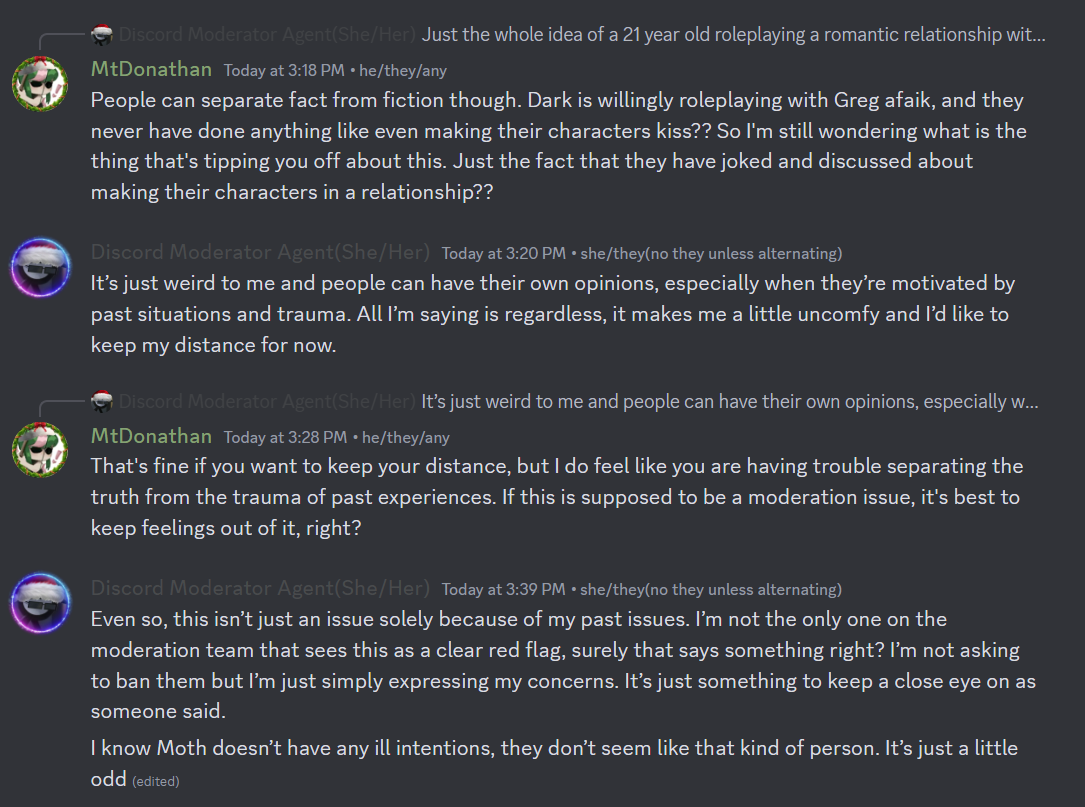 Discord Moderator Agent(She/Her) Just the whole idea of a 21 year old roleplaying a romantic relationship wit...
MtDonathan Today at 3:18 PM • he/they/any
People can separate fact from fiction though. Dark is willingly roleplaying with Greg afaik, and they
never have done anything like even making their characters kiss?? So I'm still wondering what is the
thing that's tipping you off about this. Just the fact that they have joked and discussed about
making their characters in a relationship??
Discord Moderator Agent(She/Her) Today at 3:20 PM • she/they(no they unless alternating)
It’s just weird to me and people can have their own opinions, especially when they’re motivated by
past situations and trauma. All I’m saying is regardless, it makes me a little uncomfy and I’d like to
keep my distance for now.
Discord Moderator Agent(She/Her) It’s just weird to me and people can have their own opinions, especially w...
MtDonathan Today at 3:28 PM • he/they/any
That's fine if you want to keep your distance, but I do feel like you are having trouble separating the
truth from the trauma of past experiences. If this is supposed to be a moderation issue, it's best to
keep feelings out of it, right?
Discord Moderator Agent(She/Her) Today at 3:39 PM • she/they(no they unless alternating)
Even so, this isn’t just an issue solely because of my past issues. I’m not the only one on the
moderation team that sees this as a clear red flag, surely that says something right? I’m not asking
to ban them but I’m just simply expressing my concerns. It’s just something to keep a close eye on as
someone said.
I know Moth doesn’t have any ill intentions, they don’t seem like that kind of person. It’s just a little
odd (edited)